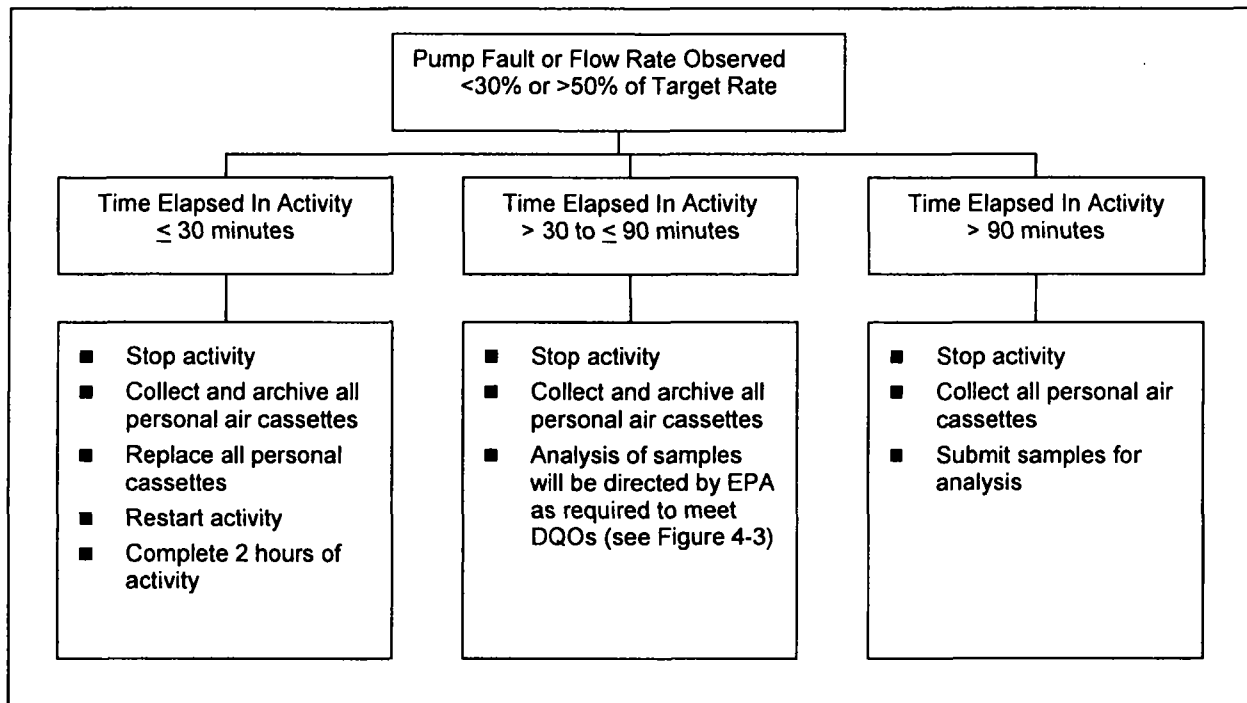 Pump Fault or Flow Rate Observed
<30% or >50% of Target Rate
Time Elapsed In Activity
≤ 30 minutes
Time Elapsed In Activity
> 30 to ≤ 90 minutes
Time Elapsed In Activity
> 90 minutes
■ Stop activity
■ Collect and archive all
personal air cassettes
■ Replace all personal
cassettes
■ Restart activity
■ Complete 2 hours of
activity
■ Stop activity
■ Collect and archive all
personal air cassettes
■ Analysis of samples
will be directed by EPA
as required to meet
DQOs (see Figure 4-3)
■ Stop activity
■ Collect all personal air
cassettes
■ Submit samples for
analysis